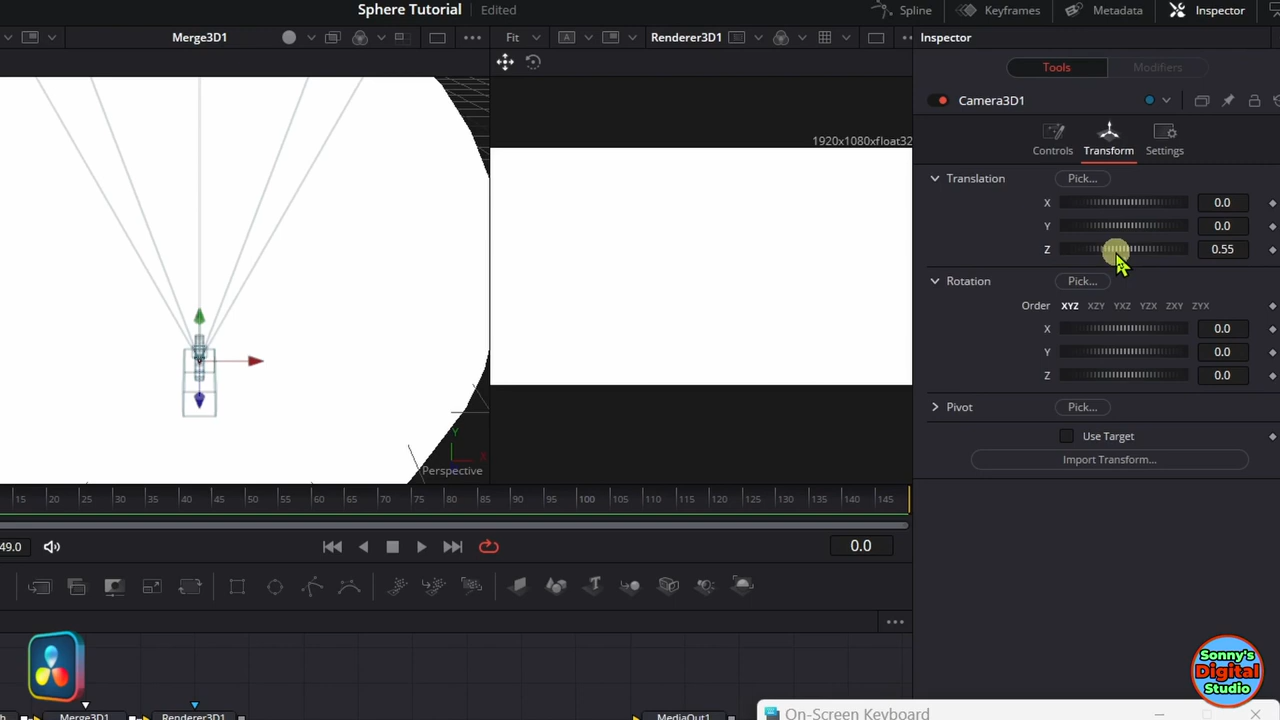 Sphere Tutorial Edited
Spline Keyframes Metadata Inspector
Merge3D1 Fit A Renderer3D1 Inspector
Tools Modifiers
Camera3D1
1920x1080xfloat32
Controls Transform Settings
Translation Pick...
X 0.0
Y 0.0
Z 0.55
Rotation Pick...
Order XYZ XZY YXZ YZX ZXY ZYX
X 0.0
Y 0.0
Z 0.0
Pivot Pick...
Use Target
Import Transform...
Y
X
Perspective
15 20 25 30 35 40 45 50 55 60 65 70 75 80 85 90 95 100 105 110 115 120 125 130 135 140 145
49.0 0.0
T
Sonny's
Digital
Studio
Merge3D1 Renderer3D1 MediaOut1
On-Screen Keyboard